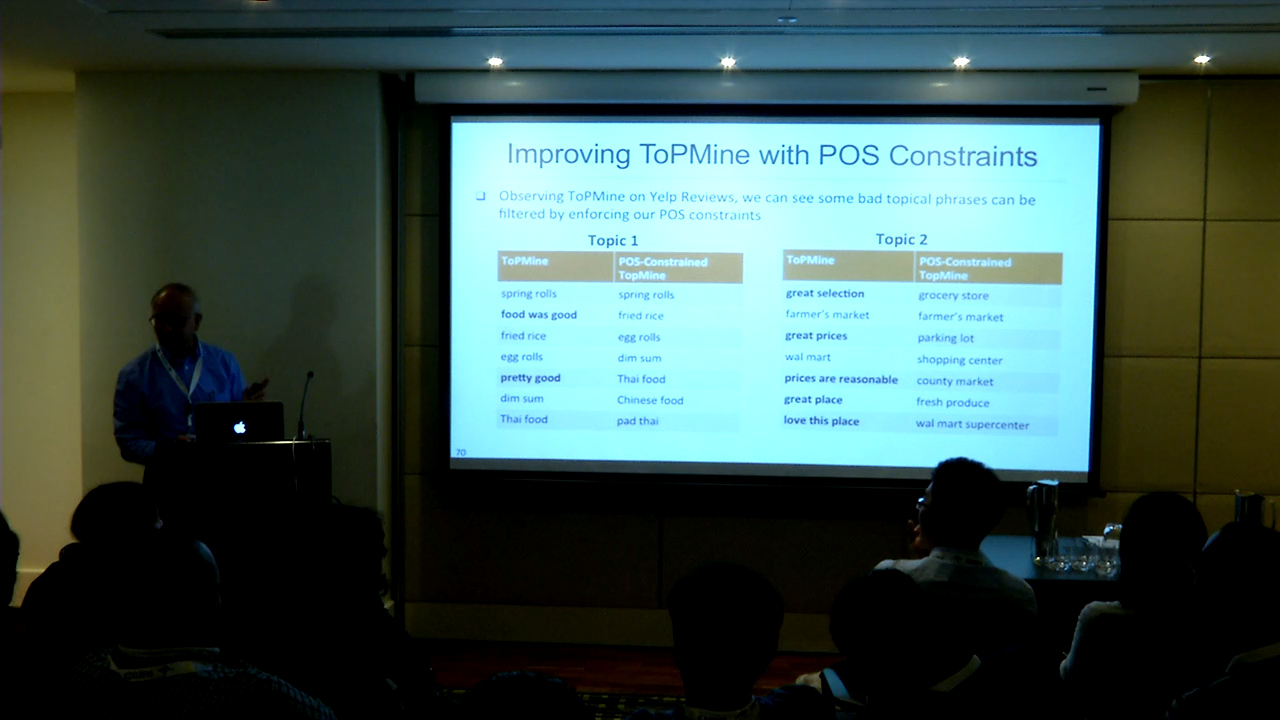 Improving ToPMine with POS Constraints
Observing ToPMine on Yelp Reviews, we can see some bad topical phrases can be
filtered by enforcing our POS constraints
Topic 1
ToPMine POS-Constrained
TopMine
spring rolls spring rolls
food was good fried rice
fried rice egg rolls
egg rolls dim sum
pretty good Thai food
dim sum Chinese food
Thai food pad thai
Topic 2
ToPMine POS-Constrained
TopMine
great selection grocery store
farmer's market farmer's market
great prices parking lot
wal mart shopping center
prices are reasonable county market
great place fresh produce
love this place wal mart supercenter
70